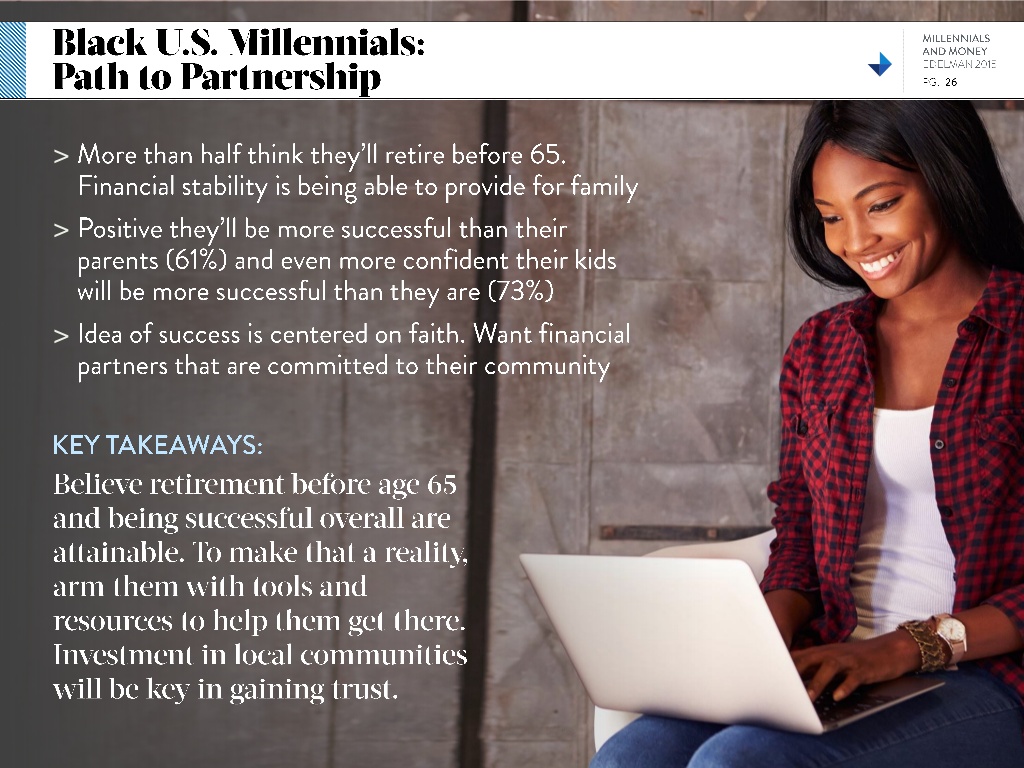 Black U.S. Millennials:
Path to Partnership
MILLENNIALS
AND MONEY
EDELMAN 2015
PG. 26
> More than half think they’ll retire before 65.
Financial stability is being able to provide for family
> Positive they’ll be more successful than their
parents (61%) and even more confident their kids
will be more successful than they are (73%)
> Idea of success is centered on faith. Want financial
partners that are committed to their community
KEY TAKEAWAYS:
Believe retirement before age 65
and being successful overall are
attainable. To make that a reality,
arm them with tools and
resources to help them get there.
Investment in local communities
will be key in gaining trust.